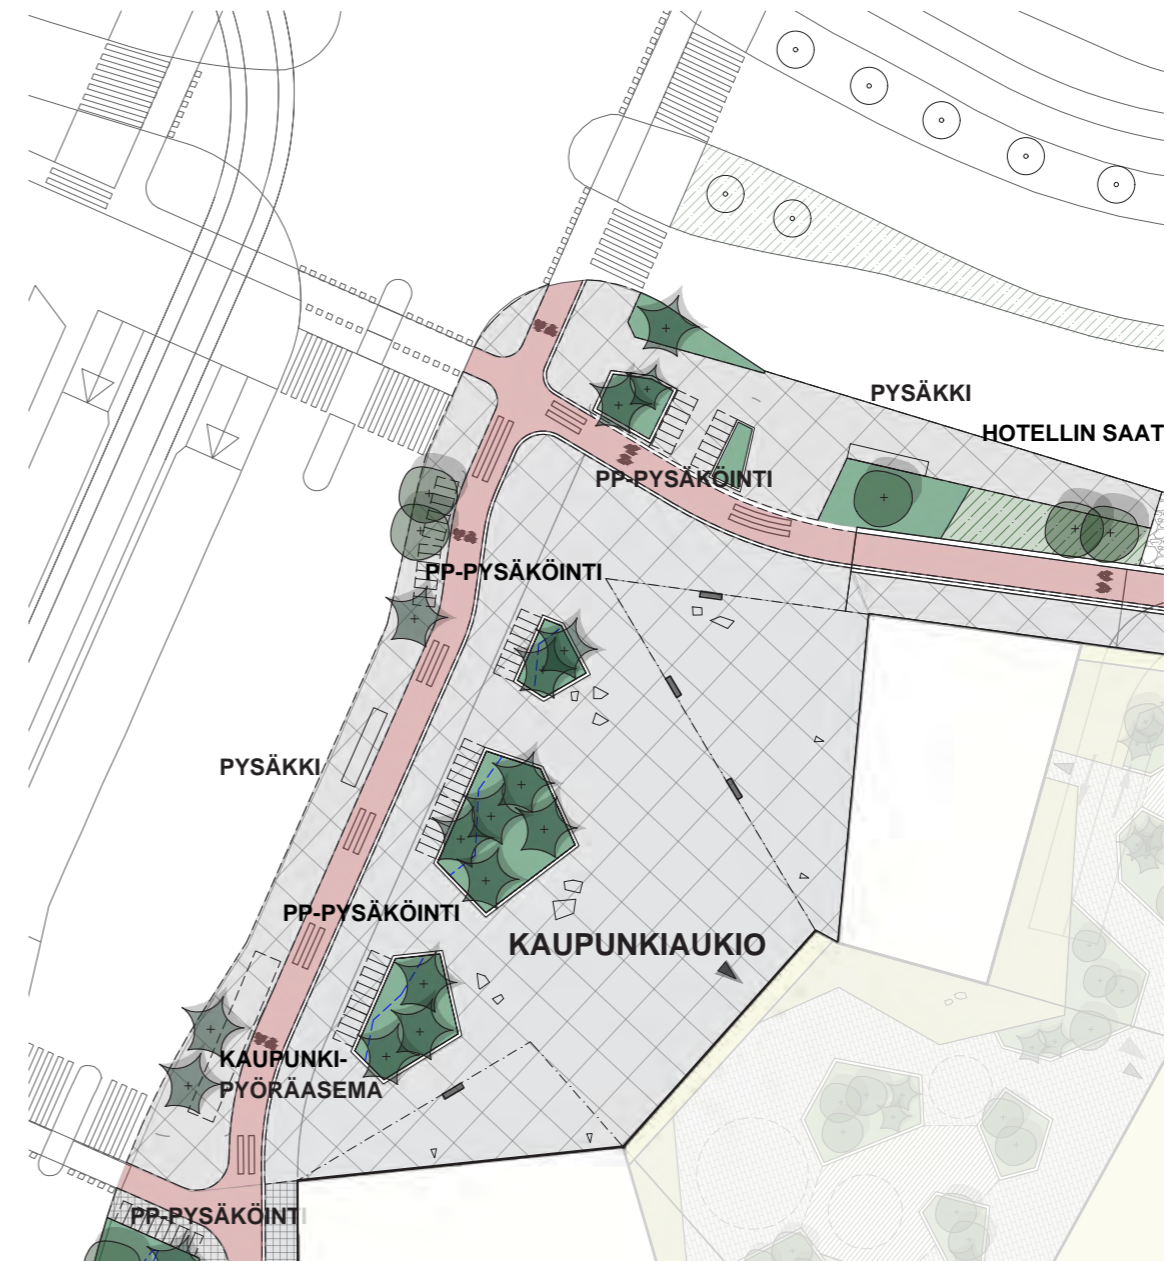 PYSÄKKI
HOTELLIN SAAT
PP-PYSÄKÖINTI
PP-PYSÄKÖINTI
PYSÄKKI
PP-PYSÄKÖINTI
KAUPUNKIAUKIO
KAUPUNKI-
PYÖRÄASEMA
PP-PYSÄKÖINTI